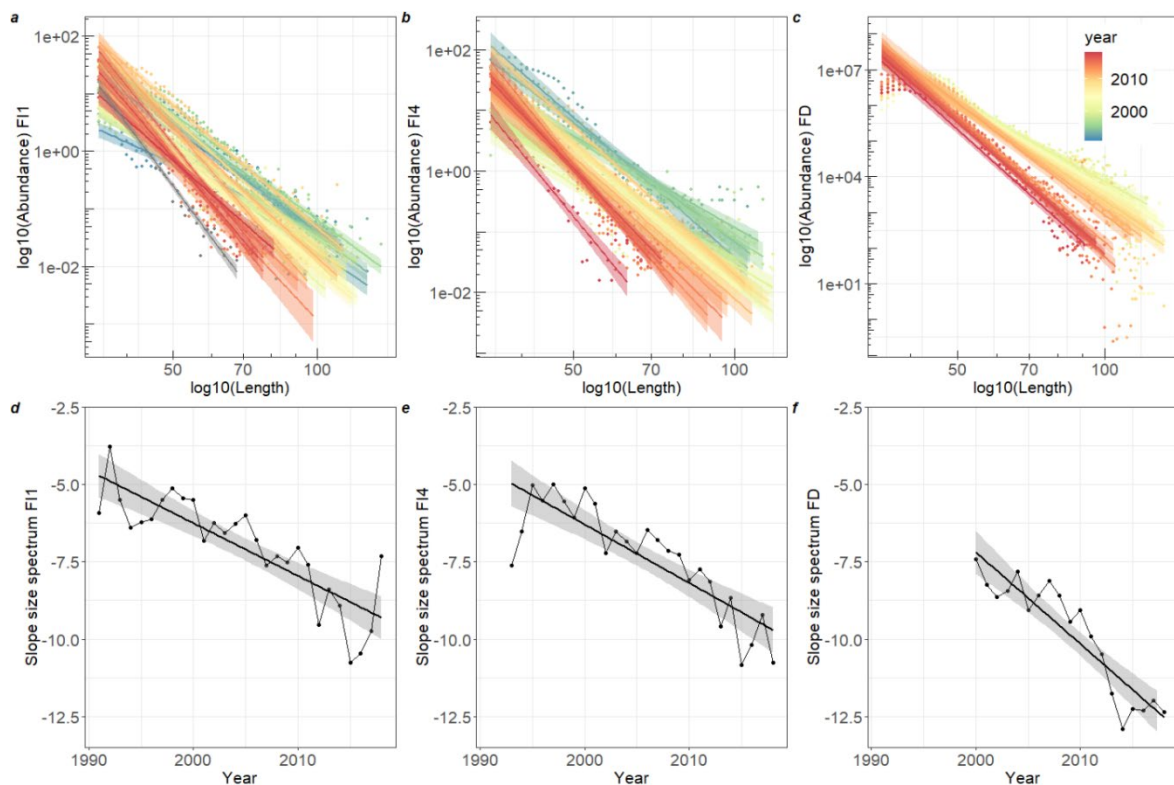 a
b
c
log10(Abundance) FI1
1e+02
1e+00
1e-02
50
100
log10(Length)
log10(Abundance) FI4
1e+02
1e+00
1e-02
50
70
100
log10(Length)
log10(Abundance) FD
1e+07
1e+04
1e+01
50
100
log10(Length)
year
2010
2000
d
e
f
Slope size spectrum FI1
-2.5
-5.0
-7.5
-10.0
-12.5
1990
2000
2010
Year
Slope size spectrum FI4
-2.5
-5.0
-7.5
-10.0
-12.5
1990
2000
2010
Year
Slope size spectrum FD
-2.5
-5.0
-7.5
-10.0
-12.5
1990
2000
2010
Year